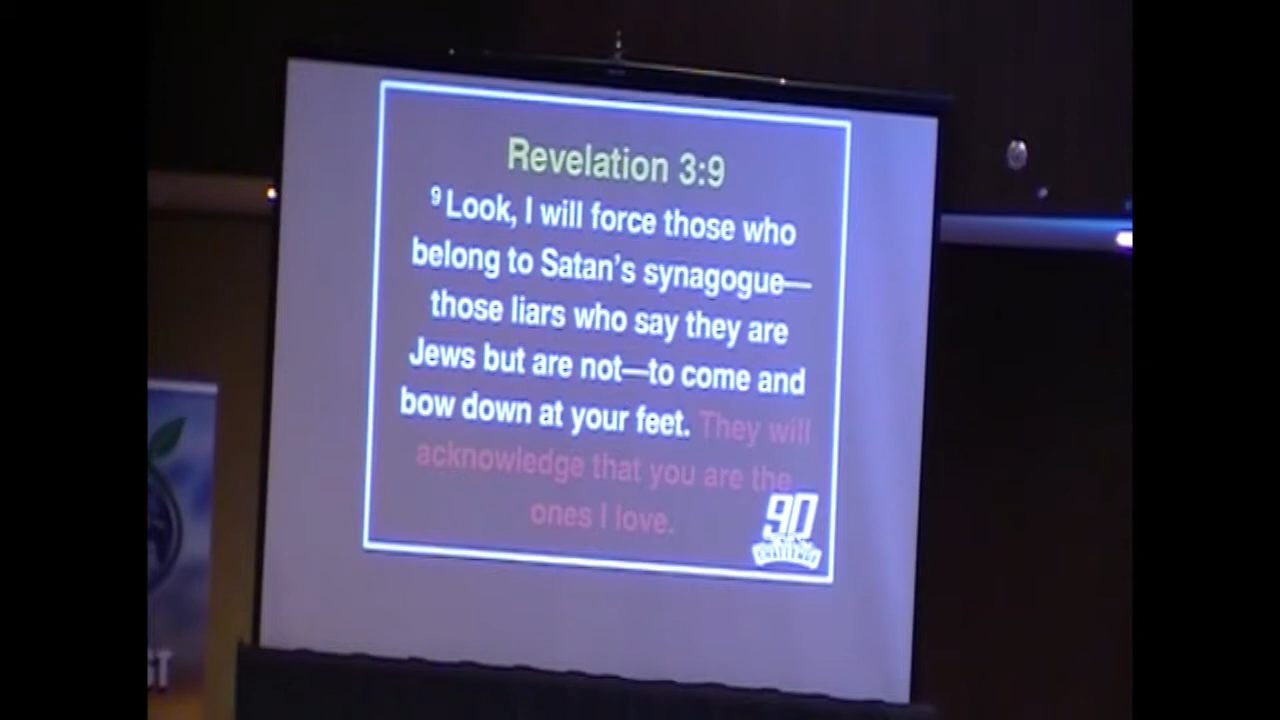 Revelation 3:9
9 Look, I will force those who
belong to Satan's synagogue—
those liars who say they are
Jews but are not—to come and
bow down at your feet. They will
acknowledge that you are the
ones I love.
90
ST